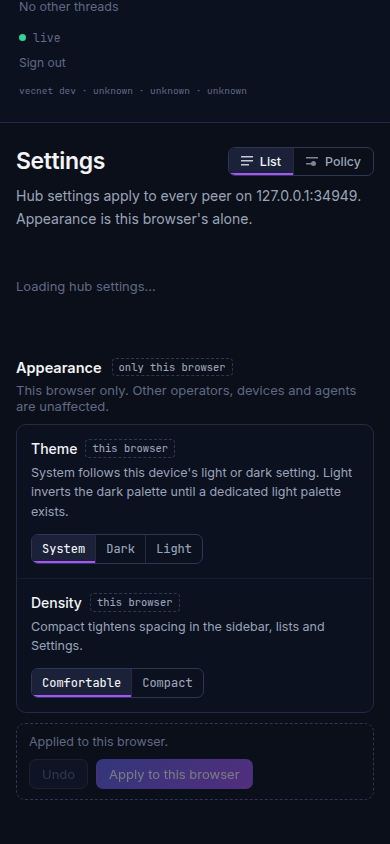 No other threads
live
Sign out
vecnet dev · unknown · unknown · unknown
Settings
List
Policy
Hub settings apply to every peer on 127.0.0.1:34949.
Appearance is this browser's alone.
Loading hub settings...
Appearance
only this browser
This browser only. Other operators, devices and agents
are unaffected.
Theme
this browser
System follows this device's light or dark setting. Light
inverts the dark palette until a dedicated light palette
exists.
System
Dark
Light
Density
this browser
Compact tightens spacing in the sidebar, lists and
Settings.
Comfortable
Compact
Applied to this browser.
Undo
Apply to this browser